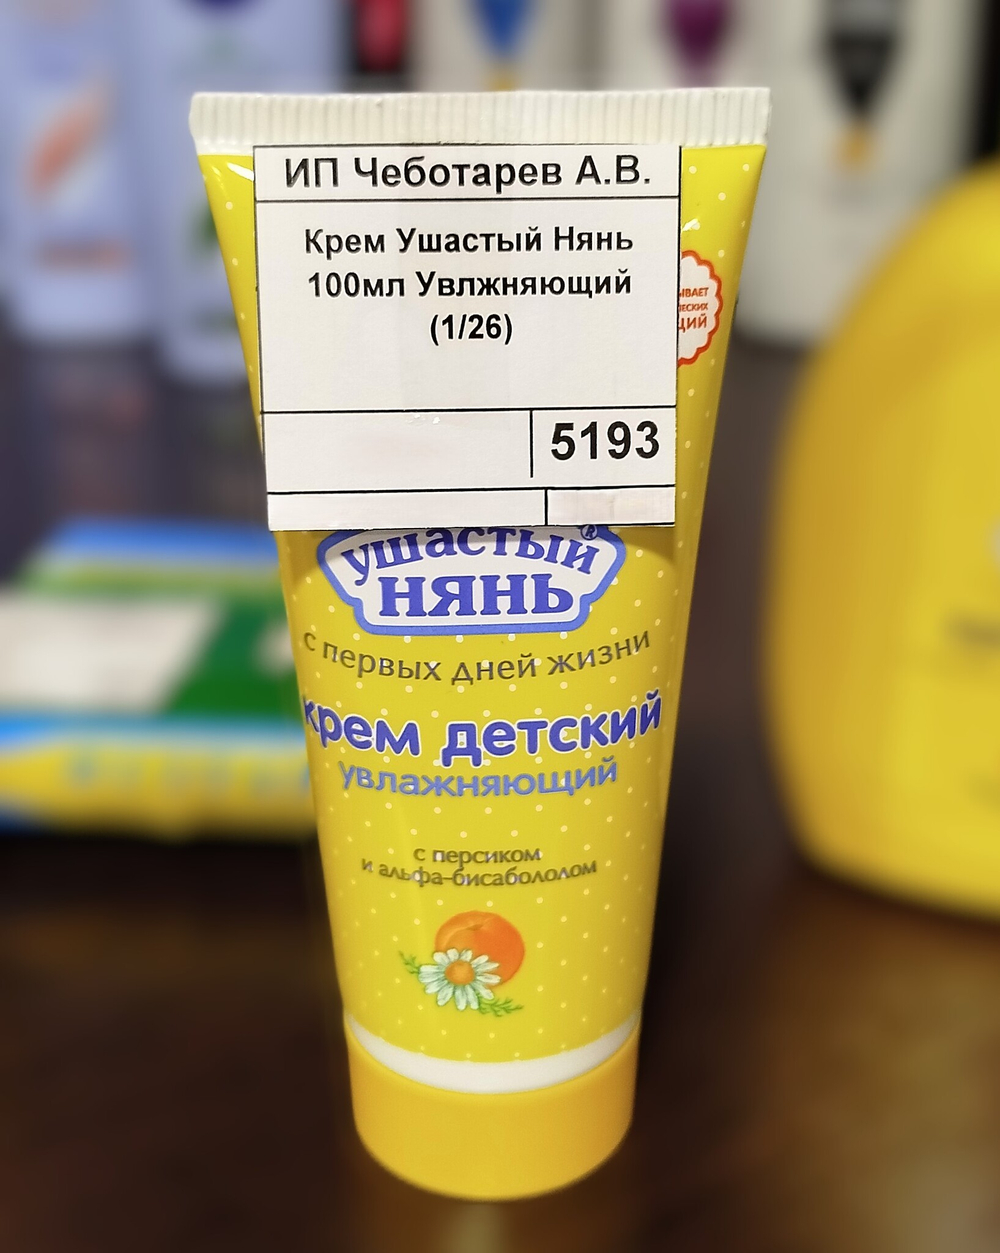 ИП Чеботарев А.В.
Крем Ушастый Нянь
100мл Увлжняющий
(1/26)
5193
ушастый®
нянь
с первых дней жизни
крем детский
увлажняющий
с персиком
и альфа-бисабололом